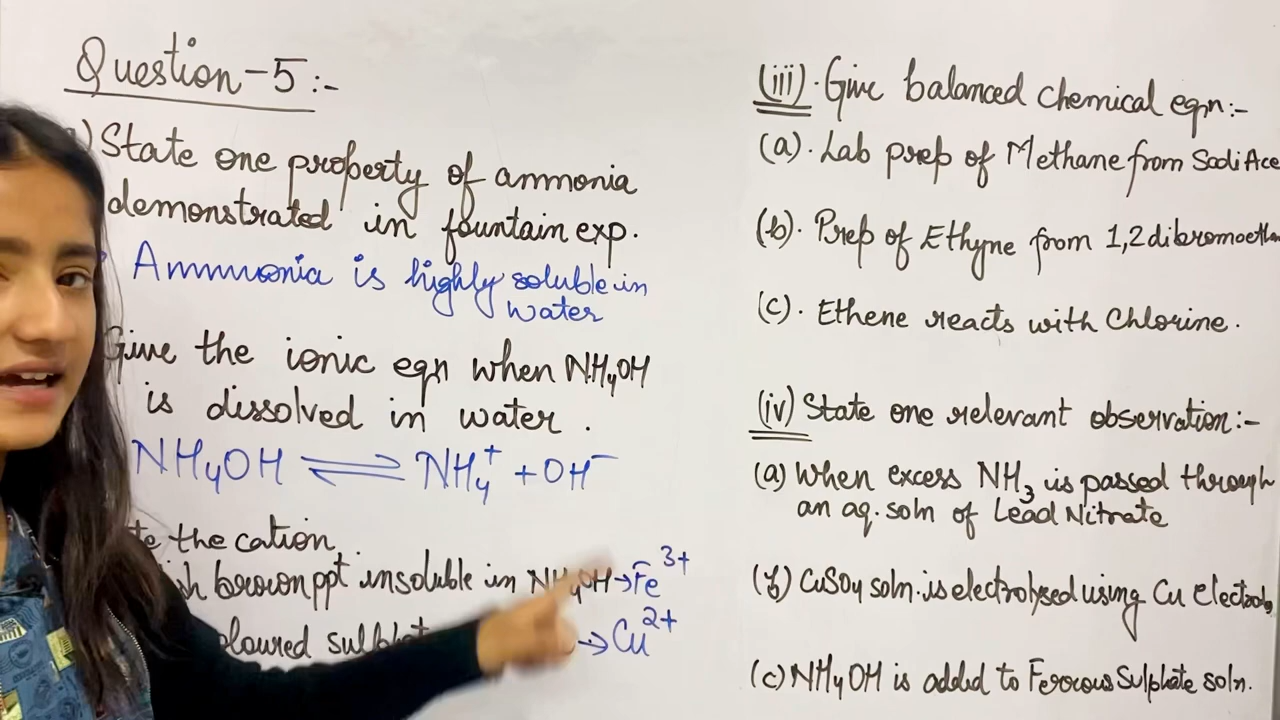 Question-5:-
) State one property of ammonia
demonstrated in fountain exp.
Ammonia is highly soluble in
water
Give the ionic eqn when NH4OH
is dissolved in water.
NH4OH ⇌ NH4+ + OH-
the cation.
brown ppt insoluble in NH4OH → Fe3+
→ Cu2+
(iii). Give balanced chemical eqn:-
(a). Lab prep of Methane from Sodi Ace
(b). Prep of Ethyne from 1,2 dibromoethan
(c). Ethene reacts with Chlorine.
(iv) State one relevant observation:-
(a) When excess NH3 is passed through
an aq. soln of Lead Nitrate
(b) CuSO4 soln. is electrolysed using Cu Electrode
(c) NH4OH is added to Ferrous Sulphate soln.